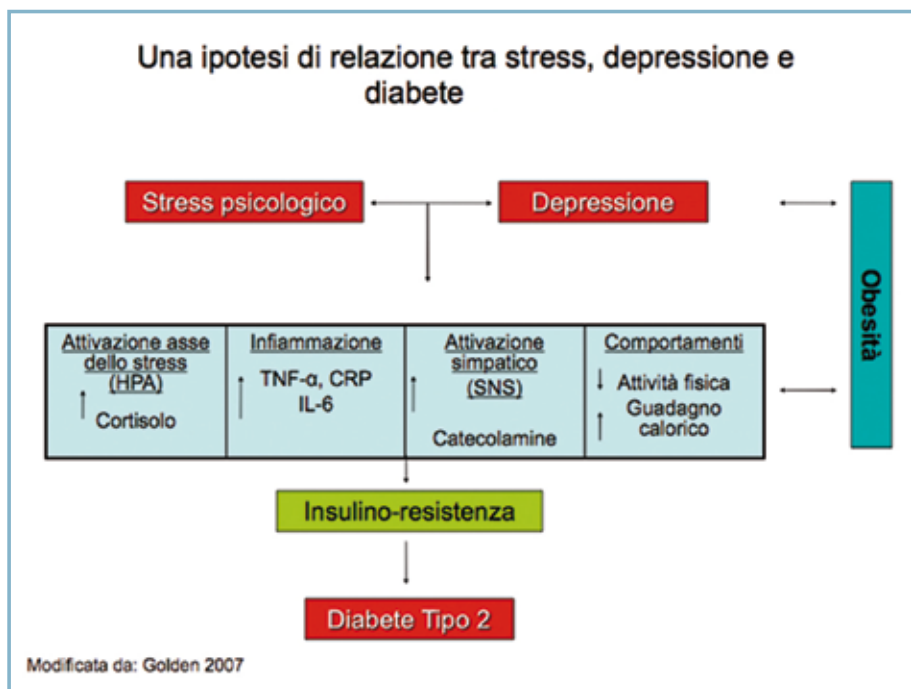 Una ipotesi di relazione tra stress, depressione e
diabete
Stress psicologico
Depressione
Obesità
Attivazione asse
dello stress
(HPA)
Cortisolo
Infiammazione
TNF-α, CRP
IL-6
Attivazione
simpatico
(SNS)
Catecolamine
Comportamenti
Attività fisica
Guadagno
calorico
Insulino-resistenza
Diabete Tipo 2
Modificata da: Golden 2007